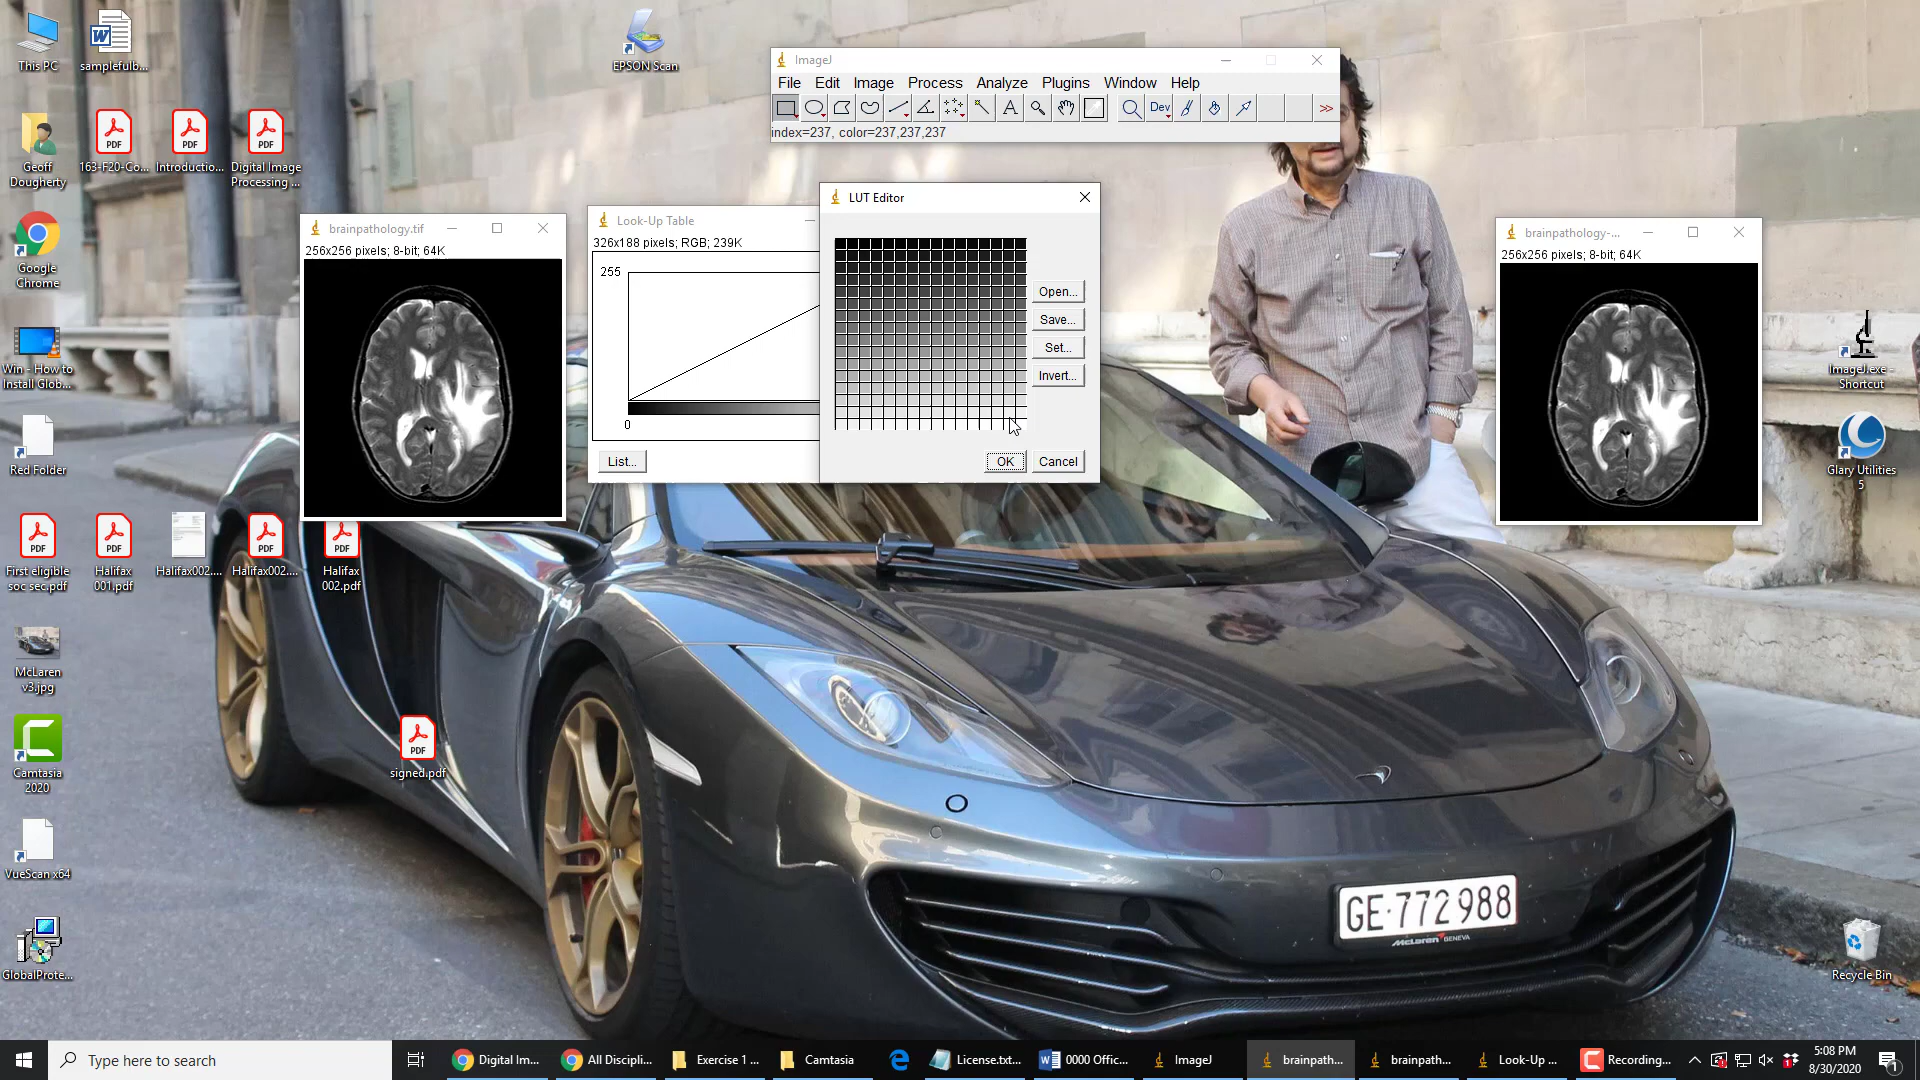 This PC
samplefulb...
EPSON Scan
ImageJ
File Edit Image Process Analyze Plugins Window Help
A Dev >>
index=237, color=237,237,237
Geoff
Dougherty
163-F20-Co...
Introductio...
Digital Image
Processing ...
LUT Editor
Open...
Save...
Set...
Invert...
OK Cancel
Look-Up Table
326x188 pixels; RGB; 239K
255
0
List...
brainpathology.tif
256x256 pixels; 8-bit; 64K
brainpathology-...
256x256 pixels; 8-bit; 64K
Google
Chrome
Win - How to
Install Glob...
Red Folder
ImageJ.exe -
Shortcut
Glary Utilities
5
First eligible
soc sec.pdf
Halifax
001.pdf
Halifax002....
Halifax002....
Halifax
002.pdf
McLaren
v3.jpg
signed.pdf
Camtasia
2020
VueScan x64
GlobalProte...
GE·772988
McLaren GENEVA
Recycle Bin
Type here to search
Digital Im...
All Discipli...
Exercise 1 ...
Camtasia
License.txt...
0000 Offic...
ImageJ
brainpath...
brainpath...
Look-Up ...
Recording...
5:08 PM
8/30/2020
1